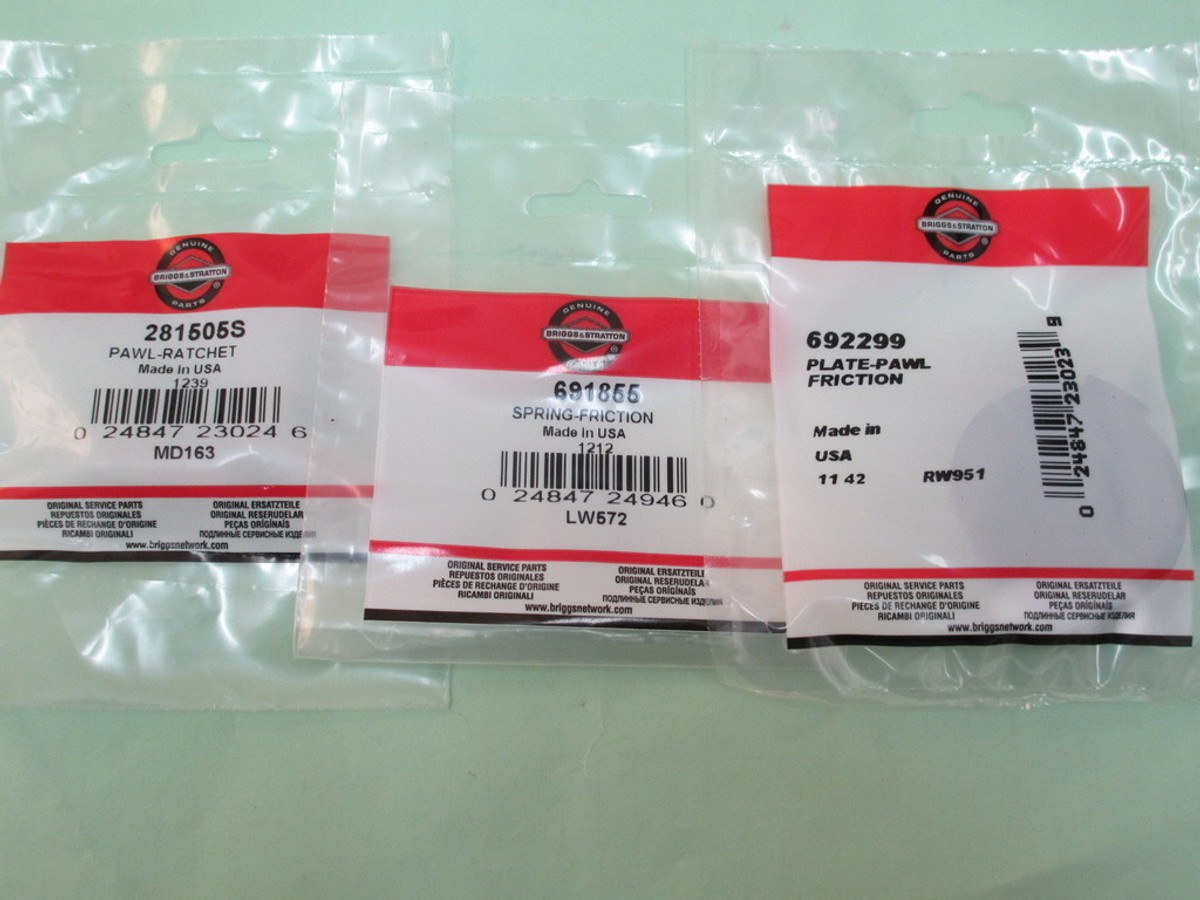 GENUINE
BRIGGS & STRATTON
®
PARTS
281505S
PAWL-RATCHET
Made in USA
1239
0 24847 23024 6
MD163
ORIGINAL SERVICE PARTS
REPUESTOS ORIGINALES
PIÈCES DE RECHANGE D'ORIGINE
RICAMBI ORIGINALI
ORIGINAL ERSATZTEILE
ORIGINAL RESERUDELAR
PEÇAS ORÍGÎNAÍS
ПОДЛИННЫЕ СЕРВИСНЫЕ ИЗДЕЛИЯ
www.briggsnetwork.com
GENUINE
BRIGGS & STRATTON
®
PARTS
691855
SPRING-FRICTION
Made in USA
1212
0 24847 24946 0
LW572
ORIGINAL SERVICE PARTS
REPUESTOS ORIGINALES
PIÈCES DE RECHANGE D'ORIGINE
RICAMBI ORIGINALI
ORIGINAL ERSATZTEILE
ORIGINAL RESERUDELAR
PEÇAS ORÍGÎNAÍS
ПОДЛИННЫЕ СЕРВИСНЫЕ ИЗДЕЛИЯ
www.briggsnetwork.com
GENUINE
BRIGGS & STRATTON
®
PARTS
692299
PLATE-PAWL
FRICTION
Made in
USA
11 42
RW951
0 24847 23023 9
ORIGINAL SERVICE PARTS
REPUESTOS ORIGINALES
PIÈCES DE RECHANGE D'ORIGINE
RICAMBI ORIGINALI
ORIGINAL ERSATZTEILE
ORIGINAL RESERUDELAR
PEÇAS ORÍGÎNAÍS
ПОДЛИННЫЕ СЕРВИСНЫЕ ИЗДЕЛИЯ
www.briggsnetwork.com